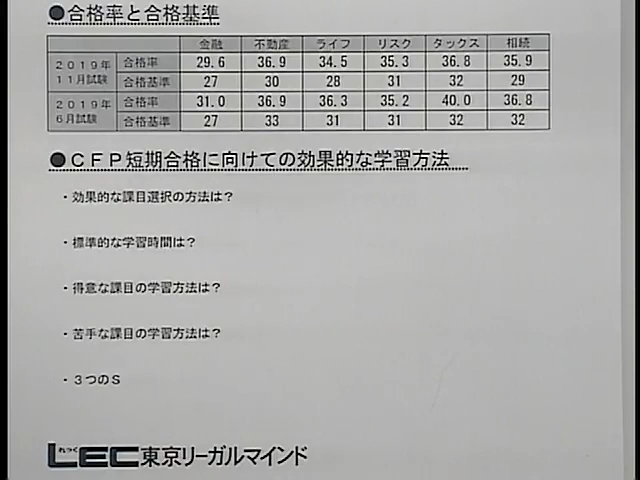 ●合格率と合格基準
金融 不動産 ライフ リスク タックス 相続
2019年11月試験 合格率 29.6 36.9 34.5 35.3 36.8 35.9
合格基準 27 30 28 31 32 29
2019年6月試験 合格率 31.0 36.9 36.3 35.2 40.0 36.8
合格基準 27 33 31 31 32 32
●CFP短期合格に向けての効果的な学習方法
・効果的な課目選択の方法は?
・標準的な学習時間は?
・得意な課目の学習方法は?
・苦手な課目の学習方法は?
・3つのS
れっく
LEC東京リーガルマインド